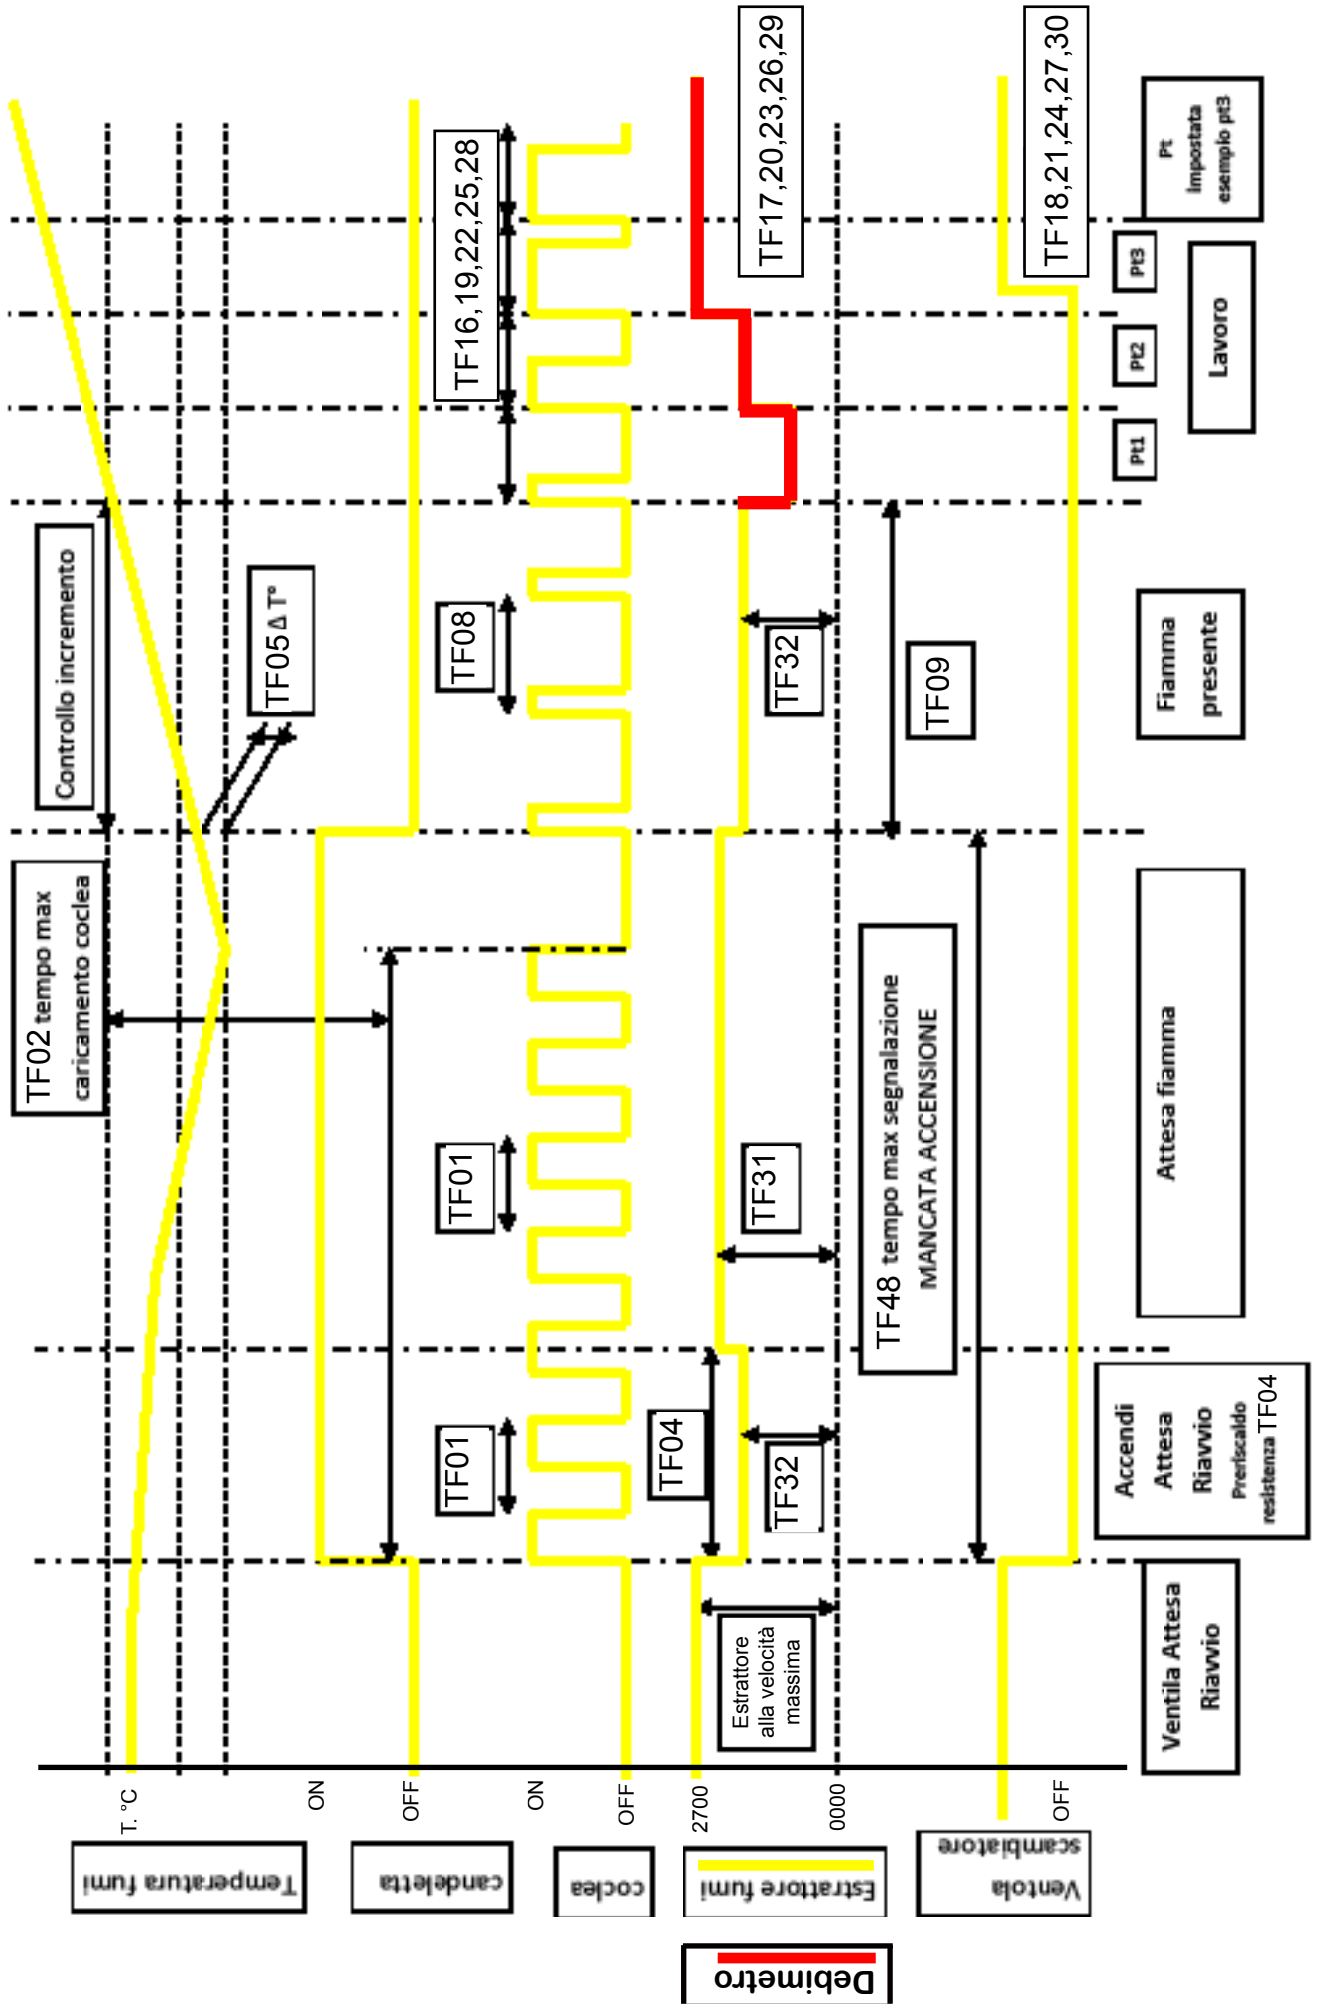 TF02 tempo max
caricamento coclea
Controllo incremento
TF05 Δ T°
TF01
TF01
TF08
TF16,19,22,25,28
TF04
TF32
TF31
TF32
TF17,20,23,26,29
Estrattore
alla velocità
massima
TF48 tempo max segnalazione
MANCATA ACCENSIONE
TF09
TF18,21,24,27,30
T. °C
ON
OFF
ON
OFF
2700
0000
OFF
Temperatura fumi
candeletta
coclea
Estrattore fumi
Ventola
scambiatore
Debimetro
Ventila Attesa
Riavvio
Accendi
Attesa
Riavvio
Preriscaldo
resistenza TF04
Attesa fiamma
Fiamma
presente
Pt1
Pt2
Pt3
Lavoro
Pt
Impostata
esempio pt3